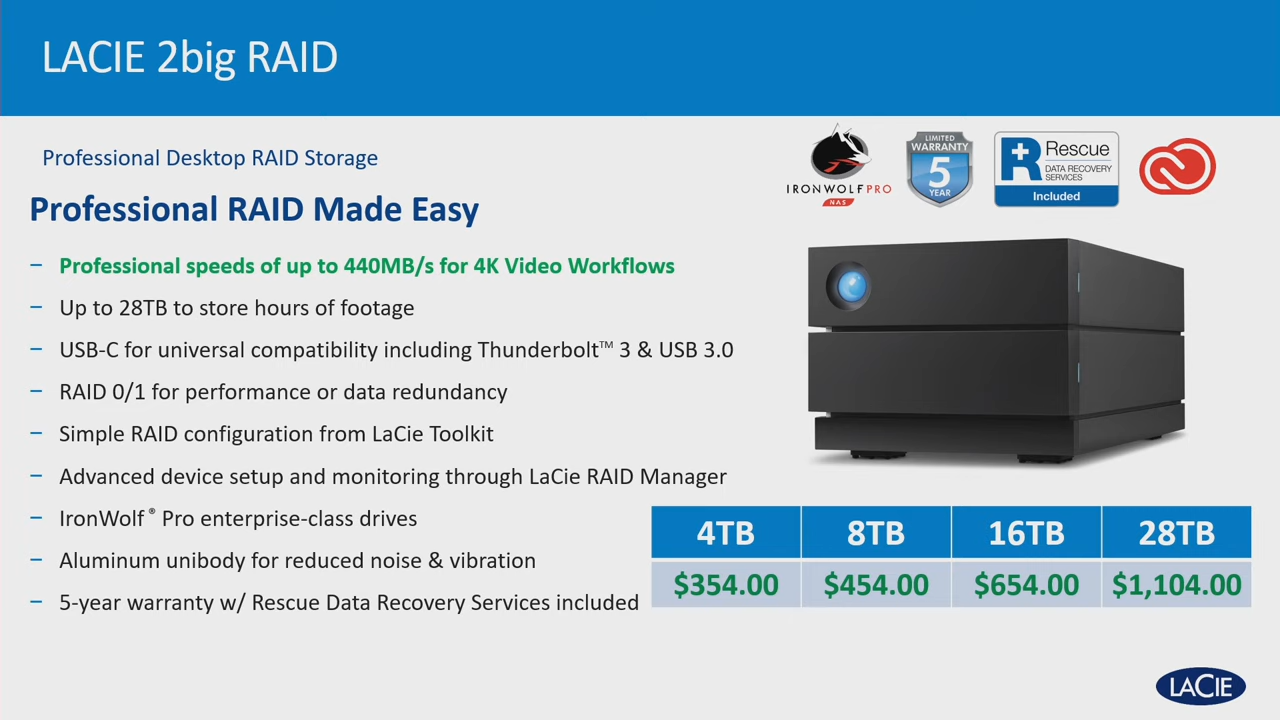 LACIE 2big RAID
Professional Desktop RAID Storage
Professional RAID Made Easy
IRONWOLF PRO
NAS
LIMITED
WARRANTY
5
YEAR
R
Rescue
DATA RECOVERY
SERVICES
Included
– Professional speeds of up to 440MB/s for 4K Video Workflows
– Up to 28TB to store hours of footage
– USB-C for universal compatibility including Thunderbolt™ 3 & USB 3.0
– RAID 0/1 for performance or data redundancy
– Simple RAID configuration from LaCie Toolkit
– Advanced device setup and monitoring through LaCie RAID Manager
– IronWolf ® Pro enterprise-class drives
– Aluminum unibody for reduced noise & vibration
– 5-year warranty w/ Rescue Data Recovery Services included
4TB 8TB 16TB 28TB
$354.00 $454.00 $654.00 $1,104.00
LACIE